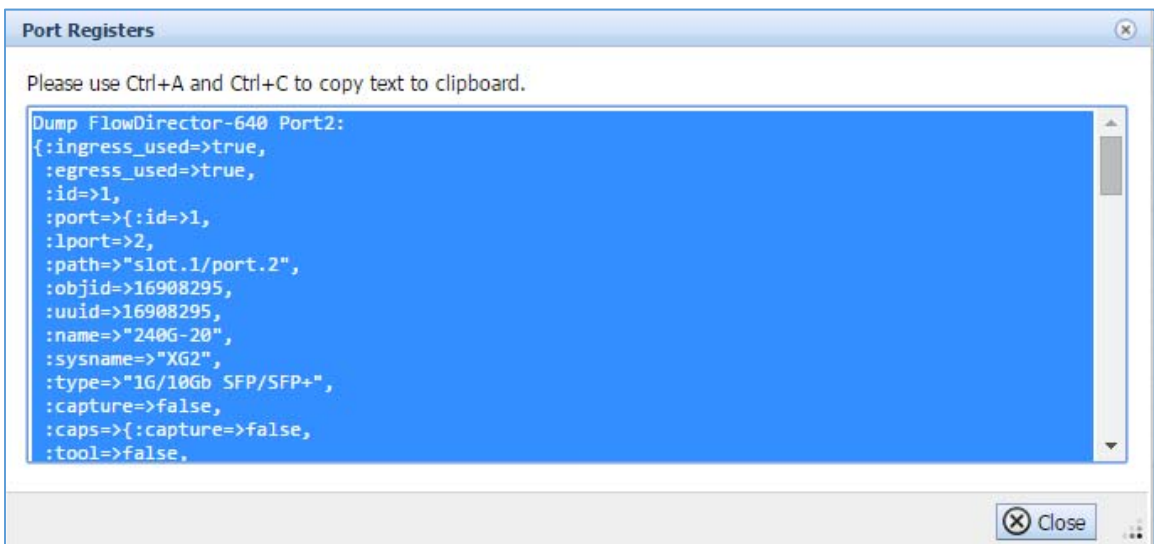 Port Registers
Please use Ctrl+A and Ctrl+C to copy text to clipboard.
Dump FlowDirector-640 Port2:
{:ingress_used=>true,
:egress_used=>true,
:id=>1,
:port=>{:id=>1,
:lport=>2,
:path=>"slot.1/port.2",
:objid=>16908295,
:uuid=>16908295,
:name=>"240G-20",
:sysname=>"XG2",
:type=>"1G/10Gb SFP/SFP+",
:capture=>false,
:caps=>{:capture=>false,
:tool=>false,
Close